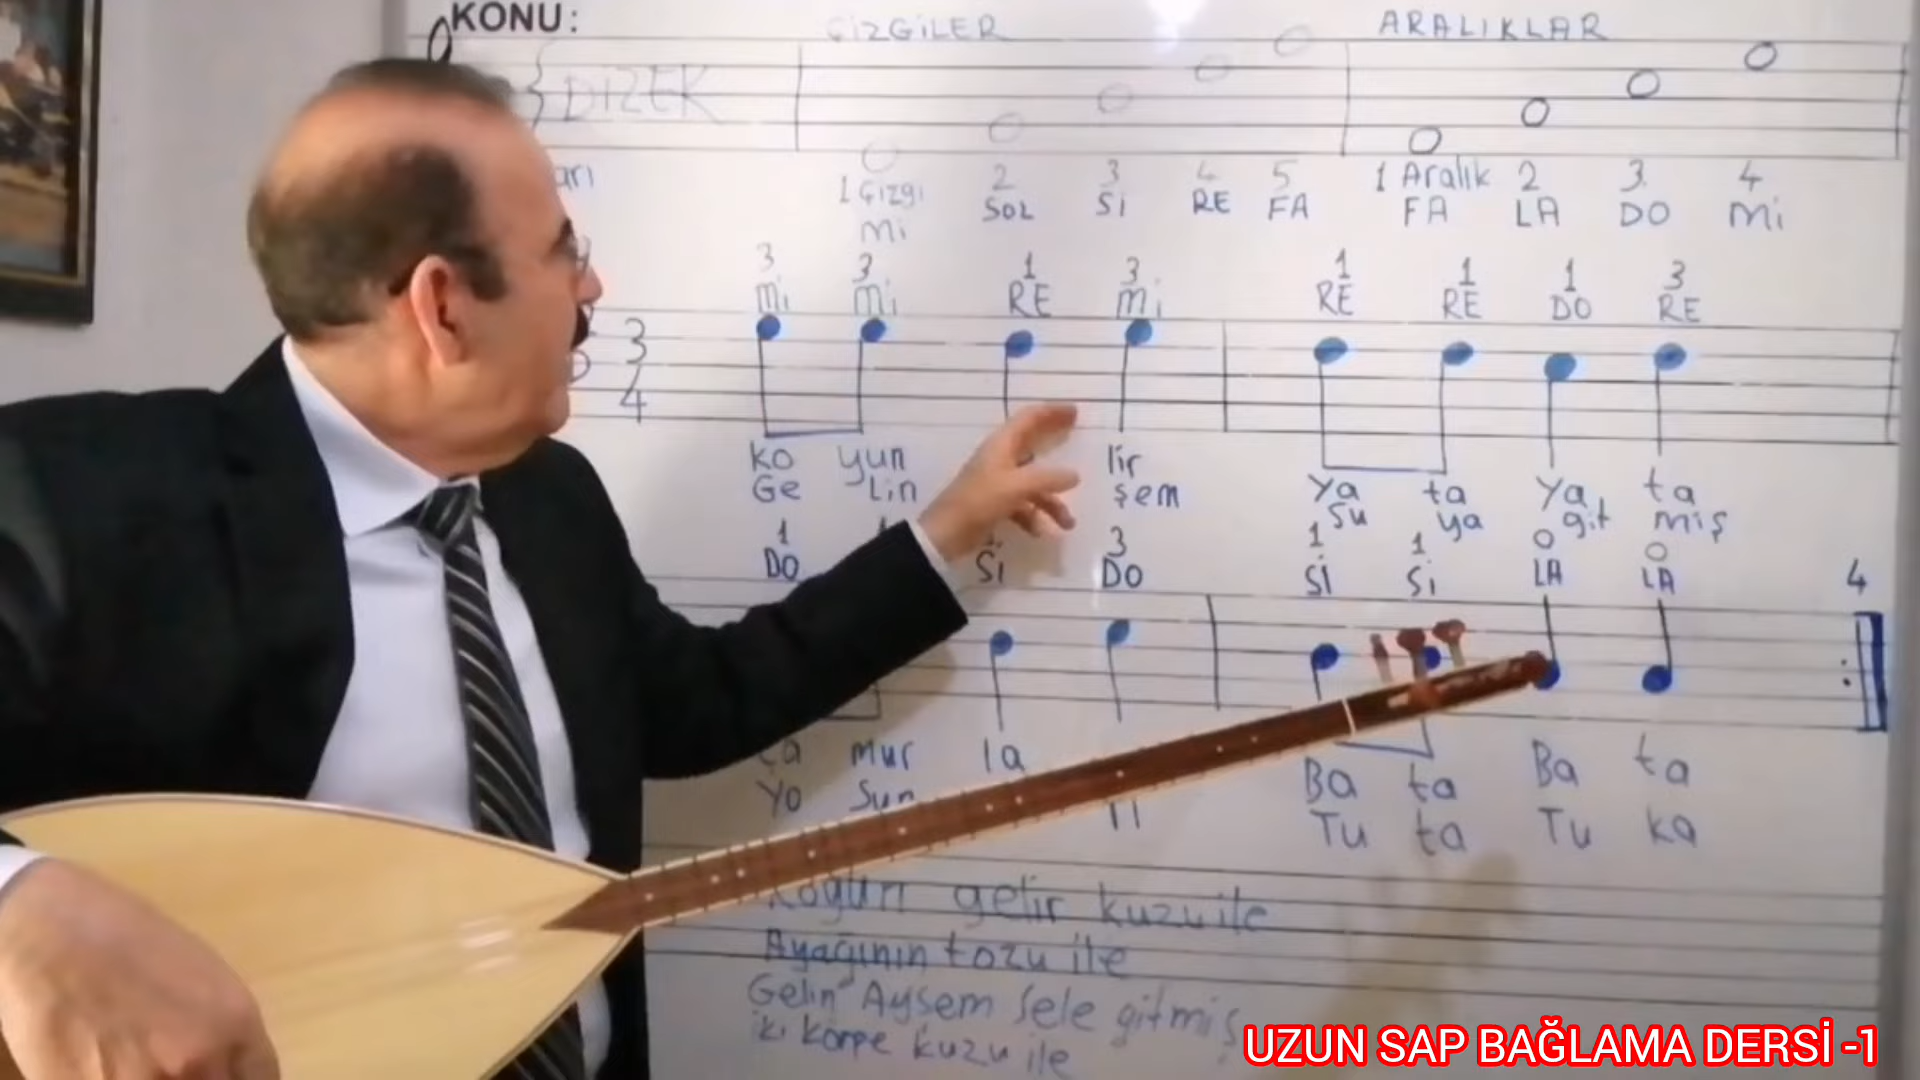 KONU:
ÇİZGİLER
ARALIKLAR
DİZEK
1 Çizgi 2 3 4 5
Mi SOL Sİ RE FA
1 Aralık 2 3 4
FA LA DO Mi
3 3 1 3 1 1 1 3
Mi Mi RE Mi RE RE DO RE
3
4
Ko yun lir Ya ta Ya ta
Ge Lin şem Su ya git miş
1 3 1 1 0 0
DO Sİ DO Sİ Sİ LA LA 4
mur la Ba ta Ba ta
Yo Sun Tu ta Tu ka
Koyun gelir kuzu ile
Ayağının tozu ile
Gelin Ayşem Sele gitmiş
iki Körpe kuzu ile
UZUN SAP BAĞLAMA DERSİ -1